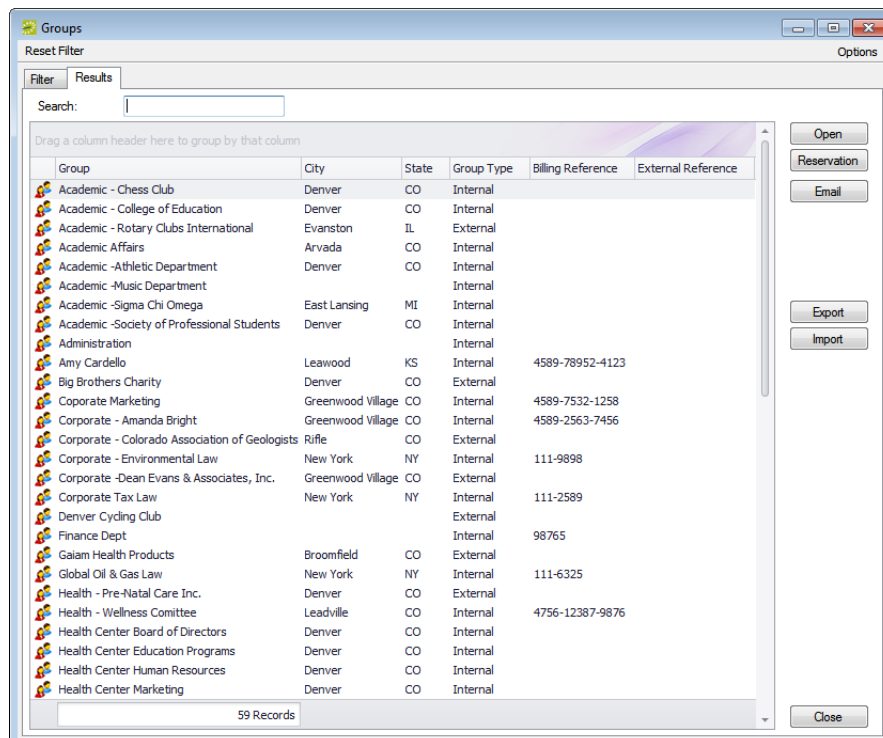 Groups
Reset Filter Options
Filter Results
Search:
Drag a column header here to group by that column
Group City State Group Type Billing Reference External Reference
Academic - Chess Club Denver CO Internal
Academic - College of Education Denver CO Internal
Academic - Rotary Clubs International Evanston IL External
Academic Affairs Arvada CO Internal
Academic -Athletic Department Denver CO Internal
Academic -Music Department Internal
Academic -Sigma Chi Omega East Lansing MI Internal
Academic -Society of Professional Students Denver CO Internal
Administration Internal
Amy Cardello Leawood KS Internal 4589-78952-4123
Big Brothers Charity Denver CO External
Coporate Marketing Greenwood Village CO Internal 4589-7532-1258
Corporate - Amanda Bright Greenwood Village CO Internal 4589-2563-7456
Corporate - Colorado Association of Geologists Rifle CO External
Corporate - Environmental Law New York NY Internal 111-9898
Corporate -Dean Evans & Associates, Inc. Greenwood Village CO External
Corporate Tax Law New York NY Internal 111-2589
Denver Cycling Club External
Finance Dept Internal 98765
Gaiam Health Products Broomfield CO External
Global Oil & Gas Law New York NY Internal 111-6325
Health - Pre-Natal Care Inc. Denver CO External
Health - Wellness Comittee Leadville CO Internal 4756-12387-9876
Health Center Board of Directors Denver CO Internal
Health Center Education Programs Denver CO Internal
Health Center Human Resources Denver CO Internal
Health Center Marketing Denver CO Internal
59 Records
Open
Reservation
Email
Export
Import
Close